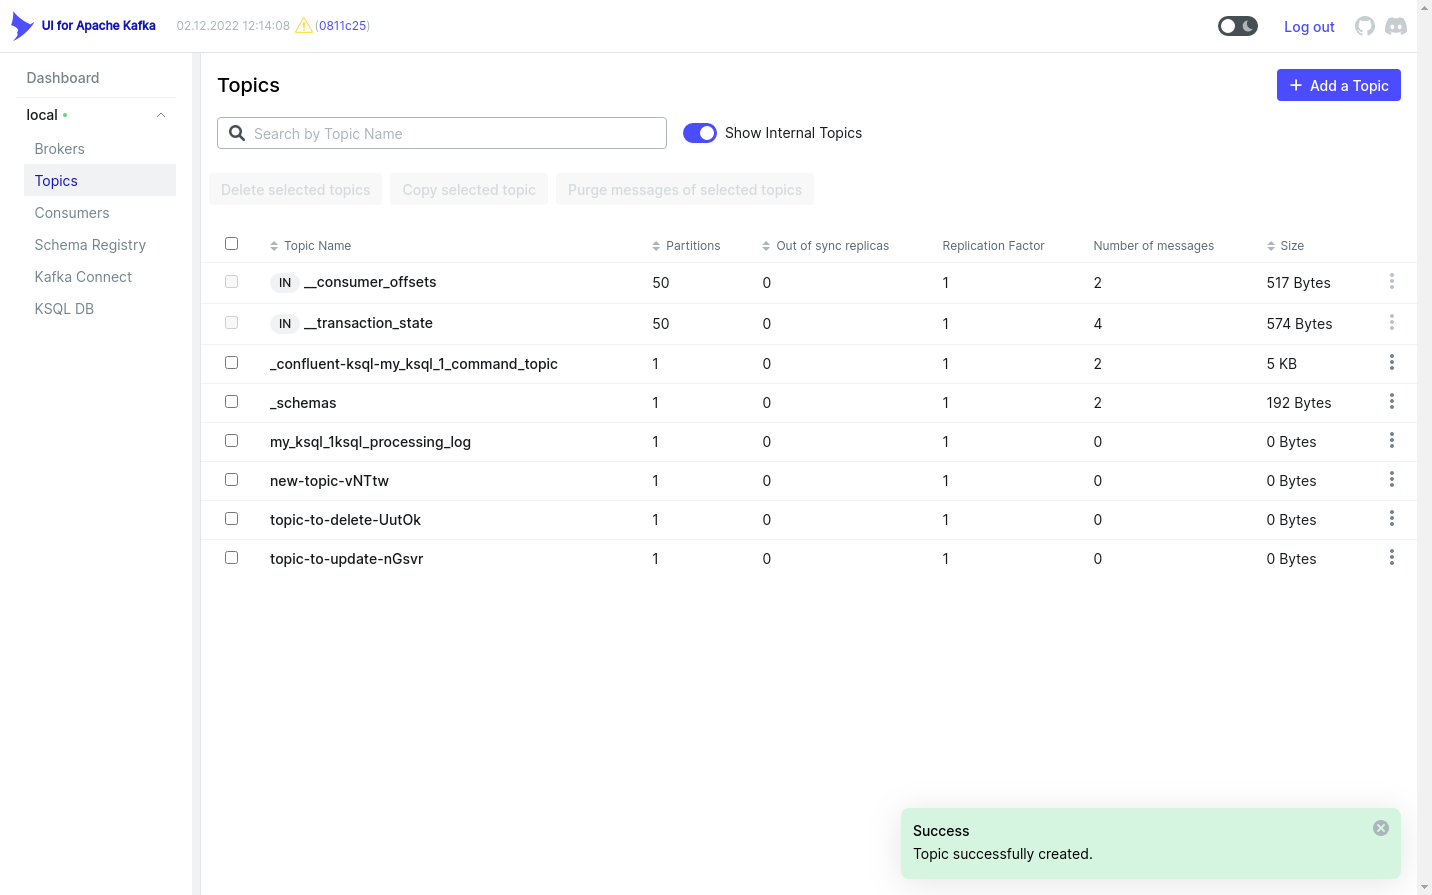 UI for Apache Kafka 02.12.2022 12:14:08 (0811c25) Log out
Dashboard
local
Brokers
Topics
Consumers
Schema Registry
Kafka Connect
KSQL DB
Topics
Add a Topic
Search by Topic Name
Show Internal Topics
Delete selected topics Copy selected topic Purge messages of selected topics
Topic Name Partitions Out of sync replicas Replication Factor Number of messages Size
IN __consumer_offsets 50 0 1 2 517 Bytes
IN __transaction_state 50 0 1 4 574 Bytes
_confluent-ksql-my_ksql_1_command_topic 1 0 1 2 5 KB
_schemas 1 0 1 2 192 Bytes
my_ksql_1ksql_processing_log 1 0 1 0 0 Bytes
new-topic-vNTtw 1 0 1 0 0 Bytes
topic-to-delete-UutOk 1 0 1 0 0 Bytes
topic-to-update-nGsvr 1 0 1 0 0 Bytes
Success
Topic successfully created.